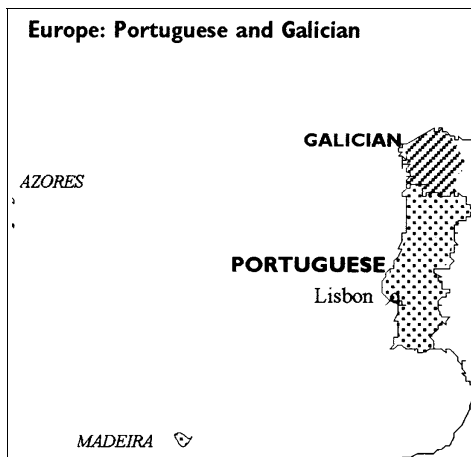 Europe: Portuguese and Galician
GALICIAN
AZORES
PORTUGUESE
Lisbon
MADEIRA